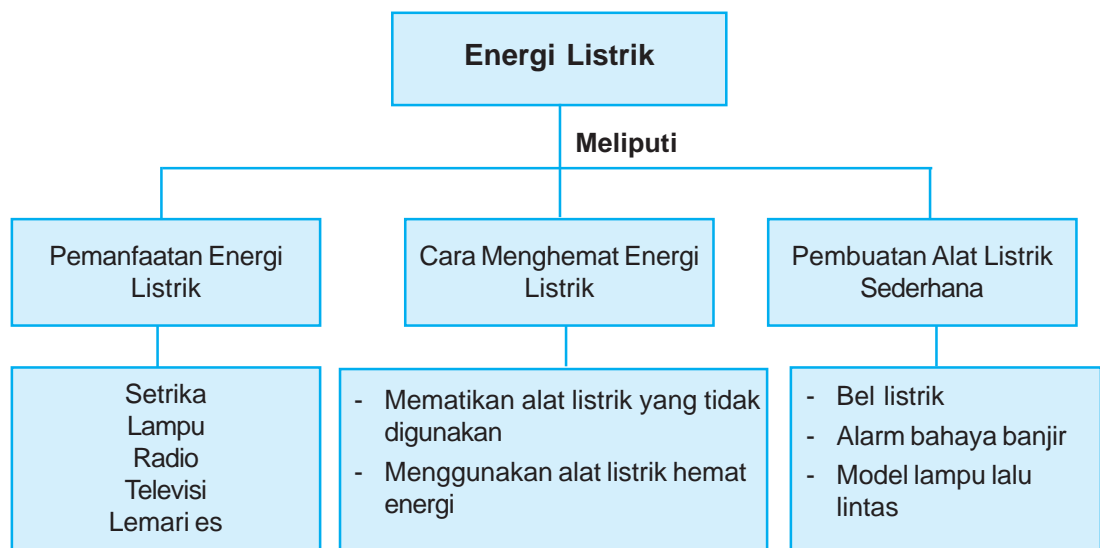 Energi Listrik
Meliputi
Pemanfaatan Energi
Listrik
Cara Menghemat Energi
Listrik
Pembuatan Alat Listrik
Sederhana
Setrika
Lampu
Radio
Televisi
Lemari es
- Mematikan alat listrik yang tidak
digunakan
- Menggunakan alat listrik hemat
energi
- Bel listrik
- Alarm bahaya banjir
- Model lampu lalu
lintas